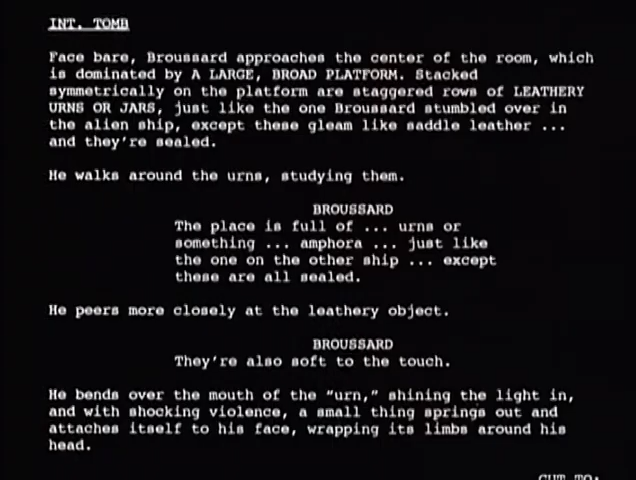 INT. TOMB
Face bare, Broussard approaches the center of the room, which
is dominated by A LARGE, BROAD PLATFORM. Stacked
symmetrically on the platform are staggered rows of LEATHERY
URNS OR JARS, just like the one Broussard stumbled over in
the alien ship, except these gleam like saddle leather ...
and they're sealed.
He walks around the urns, studying them.
BROUSSARD
The place is full of ... urns or
something ... amphora ... just like
the one on the other ship ... except
these are all sealed.
He peers more closely at the leathery object.
BROUSSARD
They're also soft to the touch.
He bends over the mouth of the "urn," shining the light in,
and with shocking violence, a small thing springs out and
attaches itself to his face, wrapping its limbs around his
head.
CUT TO: